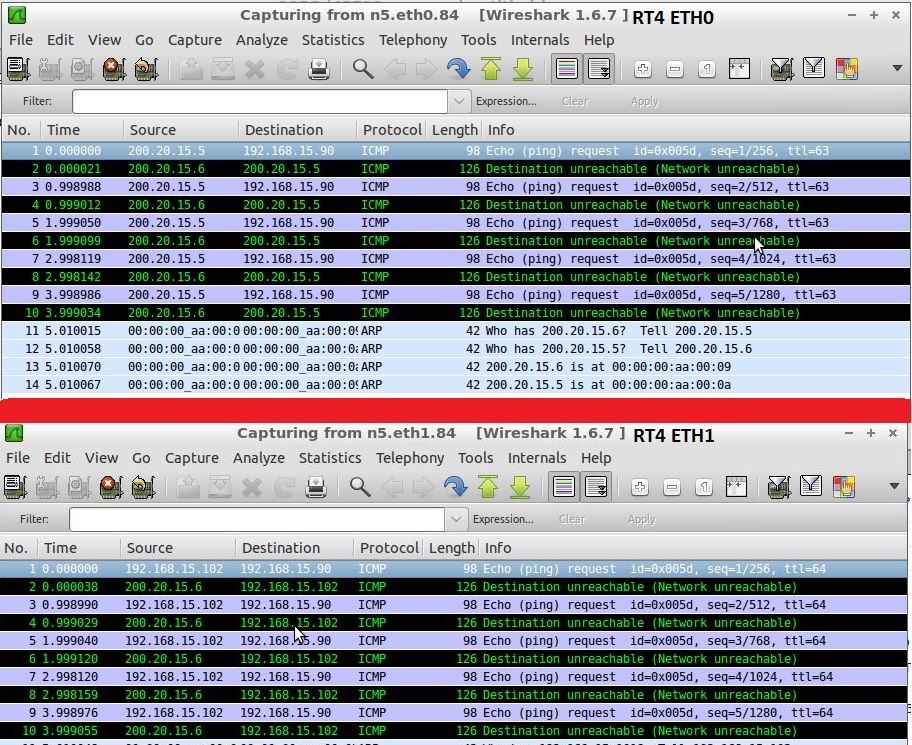 Capturing from n5.eth0.84 [Wireshark 1.6.7 ] RT4 ETH0
File Edit View Go Capture Analyze Statistics Telephony Tools Internals Help
Filter: Expression... Clear Apply
No. Time Source Destination Protocol Length Info
1 0.000000 200.20.15.5 192.168.15.90 ICMP 98 Echo (ping) request id=0x005d, seq=1/256, ttl=63
2 0.000021 200.20.15.6 200.20.15.5 ICMP 126 Destination unreachable (Network unreachable)
3 0.998988 200.20.15.5 192.168.15.90 ICMP 98 Echo (ping) request id=0x005d, seq=2/512, ttl=63
4 0.999012 200.20.15.6 200.20.15.5 ICMP 126 Destination unreachable (Network unreachable)
5 1.999050 200.20.15.5 192.168.15.90 ICMP 98 Echo (ping) request id=0x005d, seq=3/768, ttl=63
6 1.999099 200.20.15.6 200.20.15.5 ICMP 126 Destination unreachable (Network unreachable)
7 2.998119 200.20.15.5 192.168.15.90 ICMP 98 Echo (ping) request id=0x005d, seq=4/1024, ttl=63
8 2.998142 200.20.15.6 200.20.15.5 ICMP 126 Destination unreachable (Network unreachable)
9 3.998986 200.20.15.5 192.168.15.90 ICMP 98 Echo (ping) request id=0x005d, seq=5/1280, ttl=63
10 3.999034 200.20.15.6 200.20.15.5 ICMP 126 Destination unreachable (Network unreachable)
11 5.010015 00:00:00_aa:00:0 00:00:00_aa:00:09 ARP 42 Who has 200.20.15.6? Tell 200.20.15.5
12 5.010058 00:00:00_aa:00:0 00:00:00_aa:00:0a ARP 42 Who has 200.20.15.5? Tell 200.20.15.6
13 5.010070 00:00:00_aa:00:0 00:00:00_aa:00:0a ARP 42 200.20.15.6 is at 00:00:00:aa:00:09
14 5.010067 00:00:00_aa:00:0 00:00:00_aa:00:09 ARP 42 200.20.15.5 is at 00:00:00:aa:00:0a
Capturing from n5.eth1.84 [Wireshark 1.6.7 ] RT4 ETH1
File Edit View Go Capture Analyze Statistics Telephony Tools Internals Help
Filter: Expression... Clear Apply
No. Time Source Destination Protocol Length Info
1 0.000000 192.168.15.102 192.168.15.90 ICMP 98 Echo (ping) request id=0x005d, seq=1/256, ttl=64
2 0.000038 200.20.15.6 192.168.15.102 ICMP 126 Destination unreachable (Network unreachable)
3 0.998990 192.168.15.102 192.168.15.90 ICMP 98 Echo (ping) request id=0x005d, seq=2/512, ttl=64
4 0.999029 200.20.15.6 192.168.15.102 ICMP 126 Destination unreachable (Network unreachable)
5 1.999040 192.168.15.102 192.168.15.90 ICMP 98 Echo (ping) request id=0x005d, seq=3/768, ttl=64
6 1.999120 200.20.15.6 192.168.15.102 ICMP 126 Destination unreachable (Network unreachable)
7 2.998120 192.168.15.102 192.168.15.90 ICMP 98 Echo (ping) request id=0x005d, seq=4/1024, ttl=64
8 2.998159 200.20.15.6 192.168.15.102 ICMP 126 Destination unreachable (Network unreachable)
9 3.998976 192.168.15.102 192.168.15.90 ICMP 98 Echo (ping) request id=0x005d, seq=5/1280, ttl=64
10 3.999055 200.20.15.6 192.168.15.102 ICMP 126 Destination unreachable (Network unreachable)